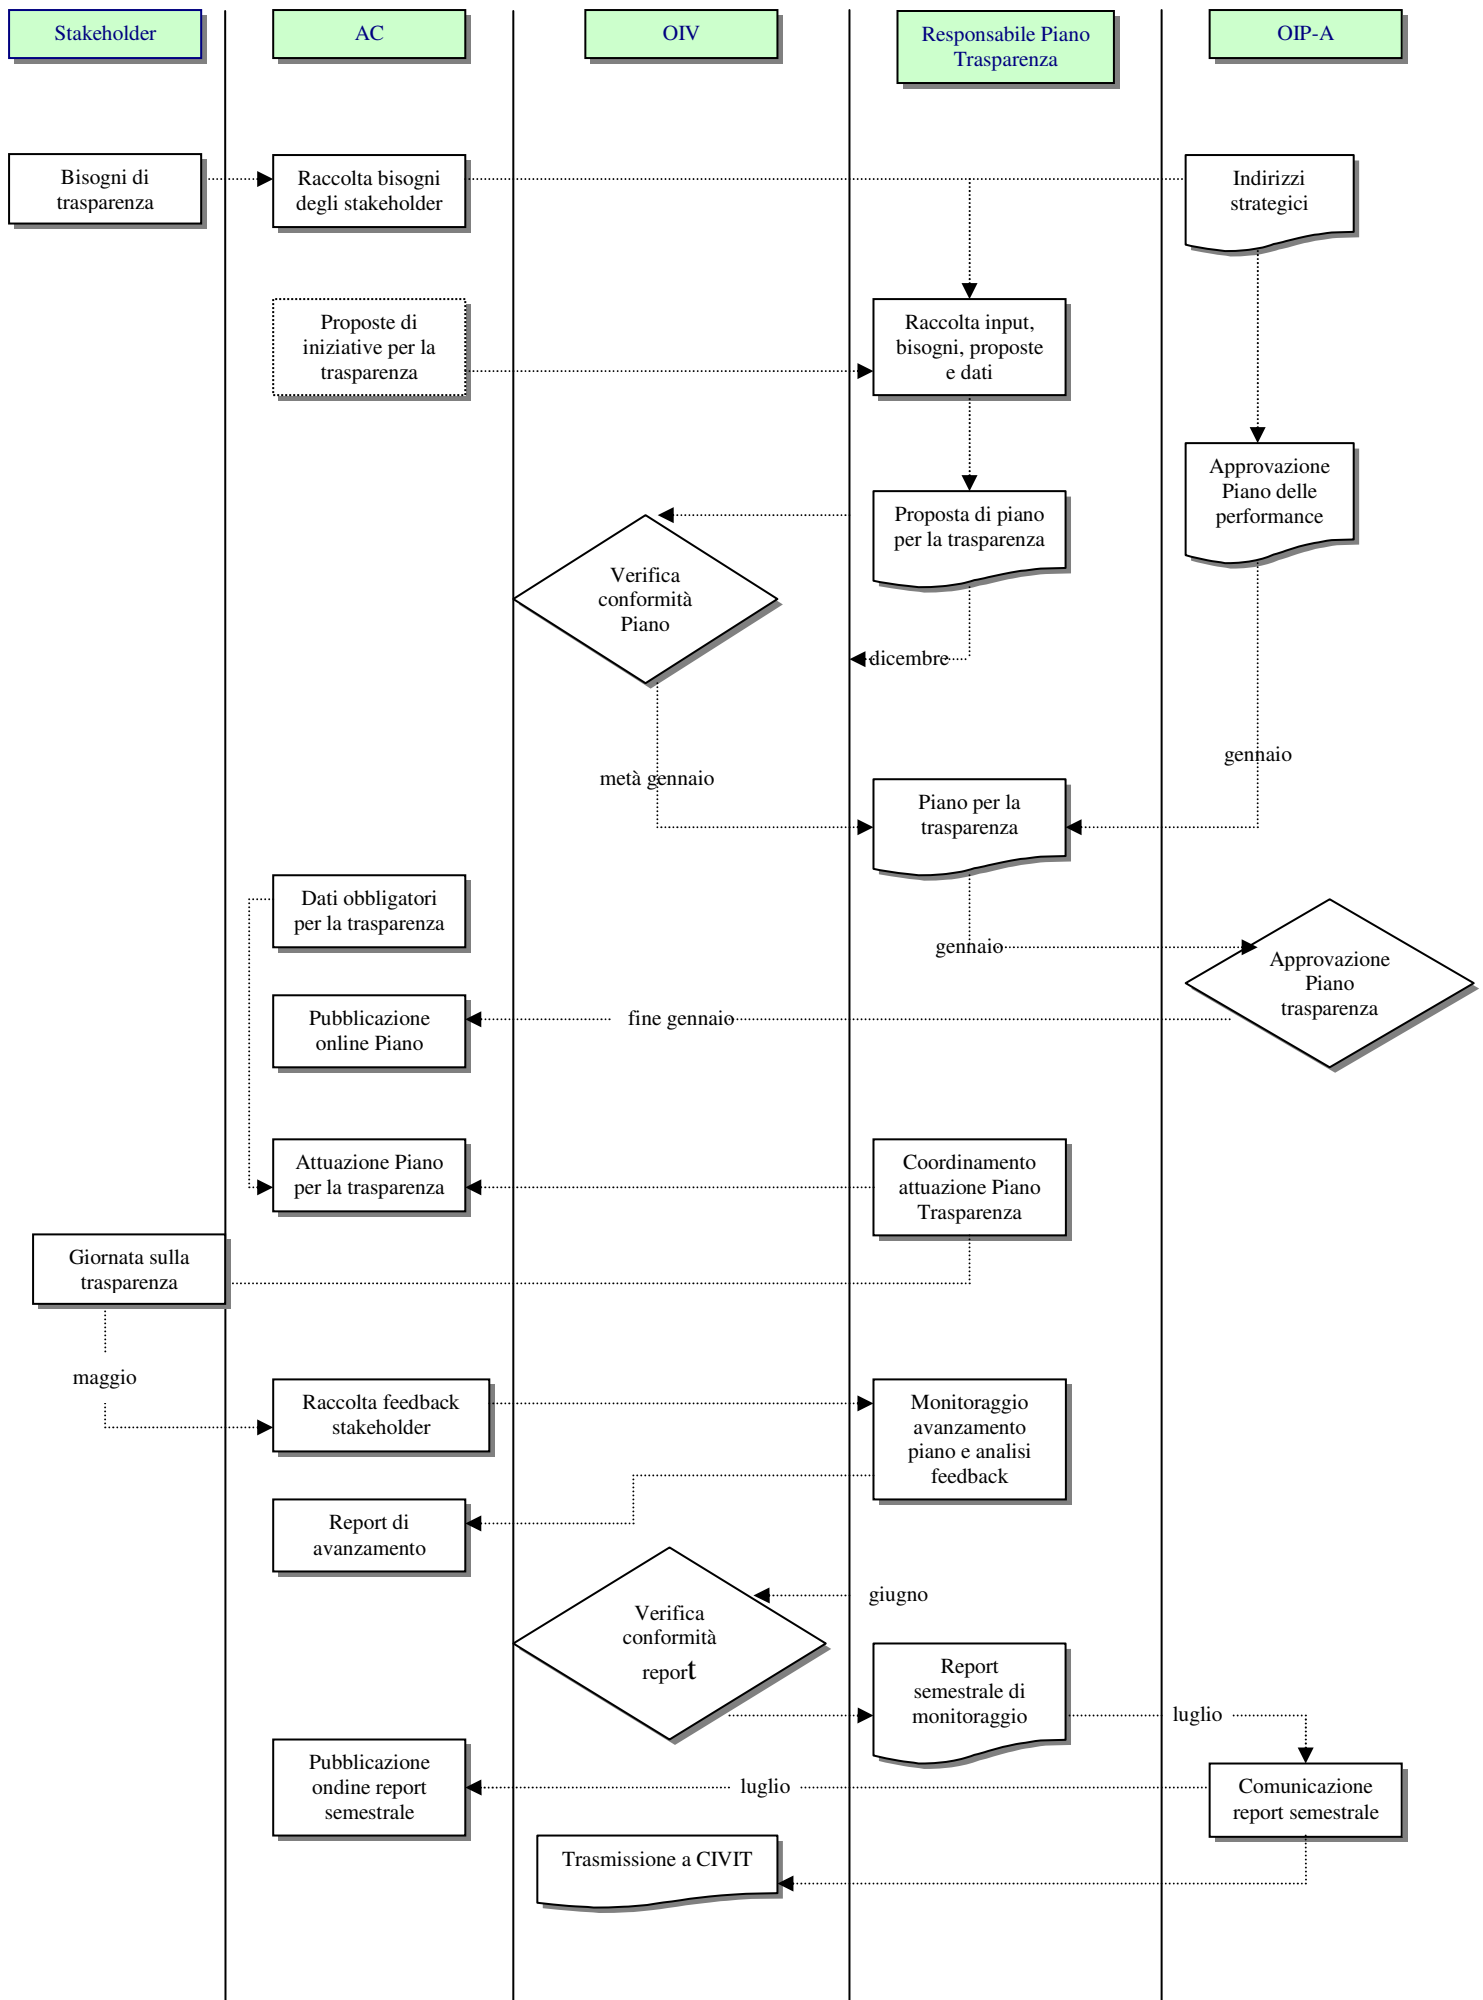 Stakeholder
AC
OIV
Responsabile Piano
Trasparenza
OIP-A
Bisogni di
trasparenza
Raccolta bisogni
degli stakeholder
Indirizzi
strategici
Proposte di
iniziative per la
trasparenza
Raccolta input,
bisogni, proposte
e dati
Approvazione
Piano delle
performance
Proposta di piano
per la trasparenza
Verifica
conformità
Piano
dicembre
gennaio
metà gennaio
Piano per la
trasparenza
Dati obbligatori
per la trasparenza
gennaio
Approvazione
Piano
trasparenza
Pubblicazione
online Piano
fine gennaio
Attuazione Piano
per la trasparenza
Coordinamento
attuazione Piano
Trasparenza
Giornata sulla
trasparenza
maggio
Raccolta feedback
stakeholder
Monitoraggio
avanzamento
piano e analisi
feedback
Report di
avanzamento
giugno
Verifica
conformità
report
Report
semestrale di
monitoraggio
luglio
Pubblicazione
ondine report
semestrale
luglio
Comunicazione
report semestrale
Trasmissione a CIVIT